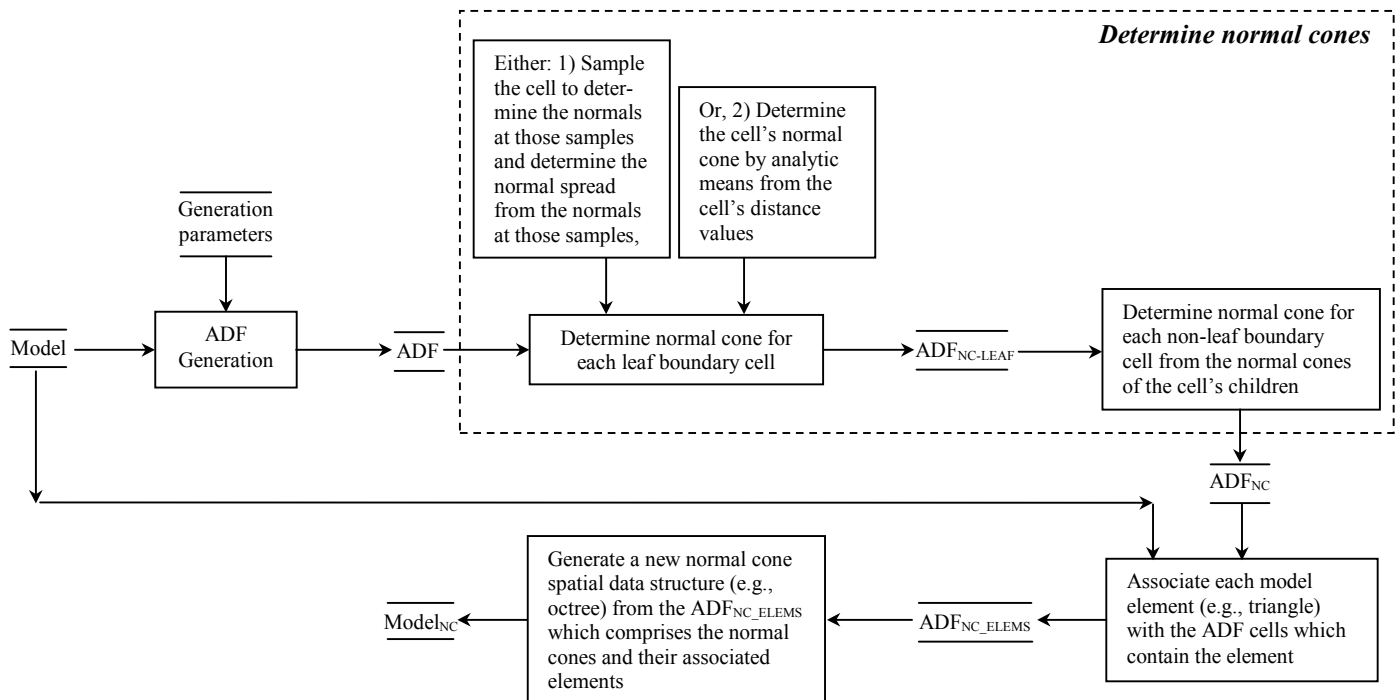 Determine normal cones
Either: 1) Sample
the cell to deter-
mine the normals
at those samples
and determine the
normal spread
from the normals
at those samples,
Or, 2) Determine
the cell's normal
cone by analytic
means from the
cell's distance
values
Generation
parameters
Model
ADF
Generation
ADF
Determine normal cone for
each leaf boundary cell
ADFNC-LEAF
Determine normal cone for
each non-leaf boundary
cell from the normal cones
of the cell's children
ADFNC
Associate each model
element (e.g., triangle)
with the ADF cells which
contain the element
ADFNC_ELEMS
Generate a new normal cone
spatial data structure (e.g.,
octree) from the ADFNC_ELEMS
which comprises the normal
cones and their associated
elements
ModelNC